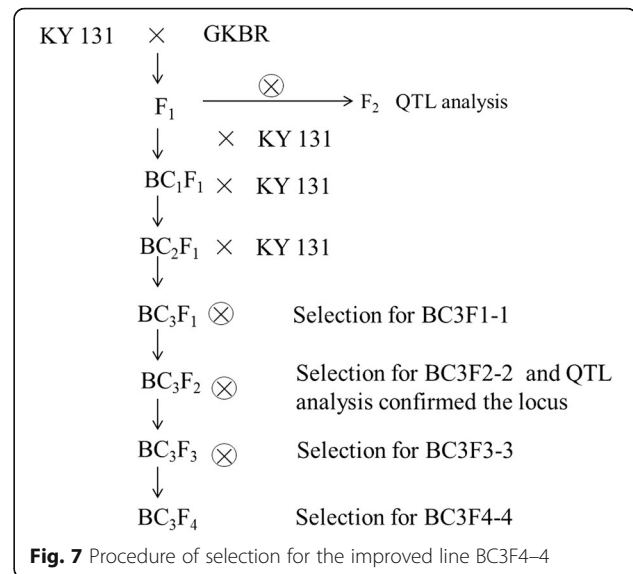 KY 131 × GKBR
⊗
F₁ F₂ QTL analysis
× KY 131
BC₁F₁ × KY 131
BC₂F₁ × KY 131
BC₃F₁ ⊗ Selection for BC3F1-1
BC₃F₂ ⊗ Selection for BC3F2-2 and QTL
analysis confirmed the locus
BC₃F₃ ⊗ Selection for BC3F3-3
BC₃F₄ Selection for BC3F4-4
Fig. 7 Procedure of selection for the improved line BC3F4–4